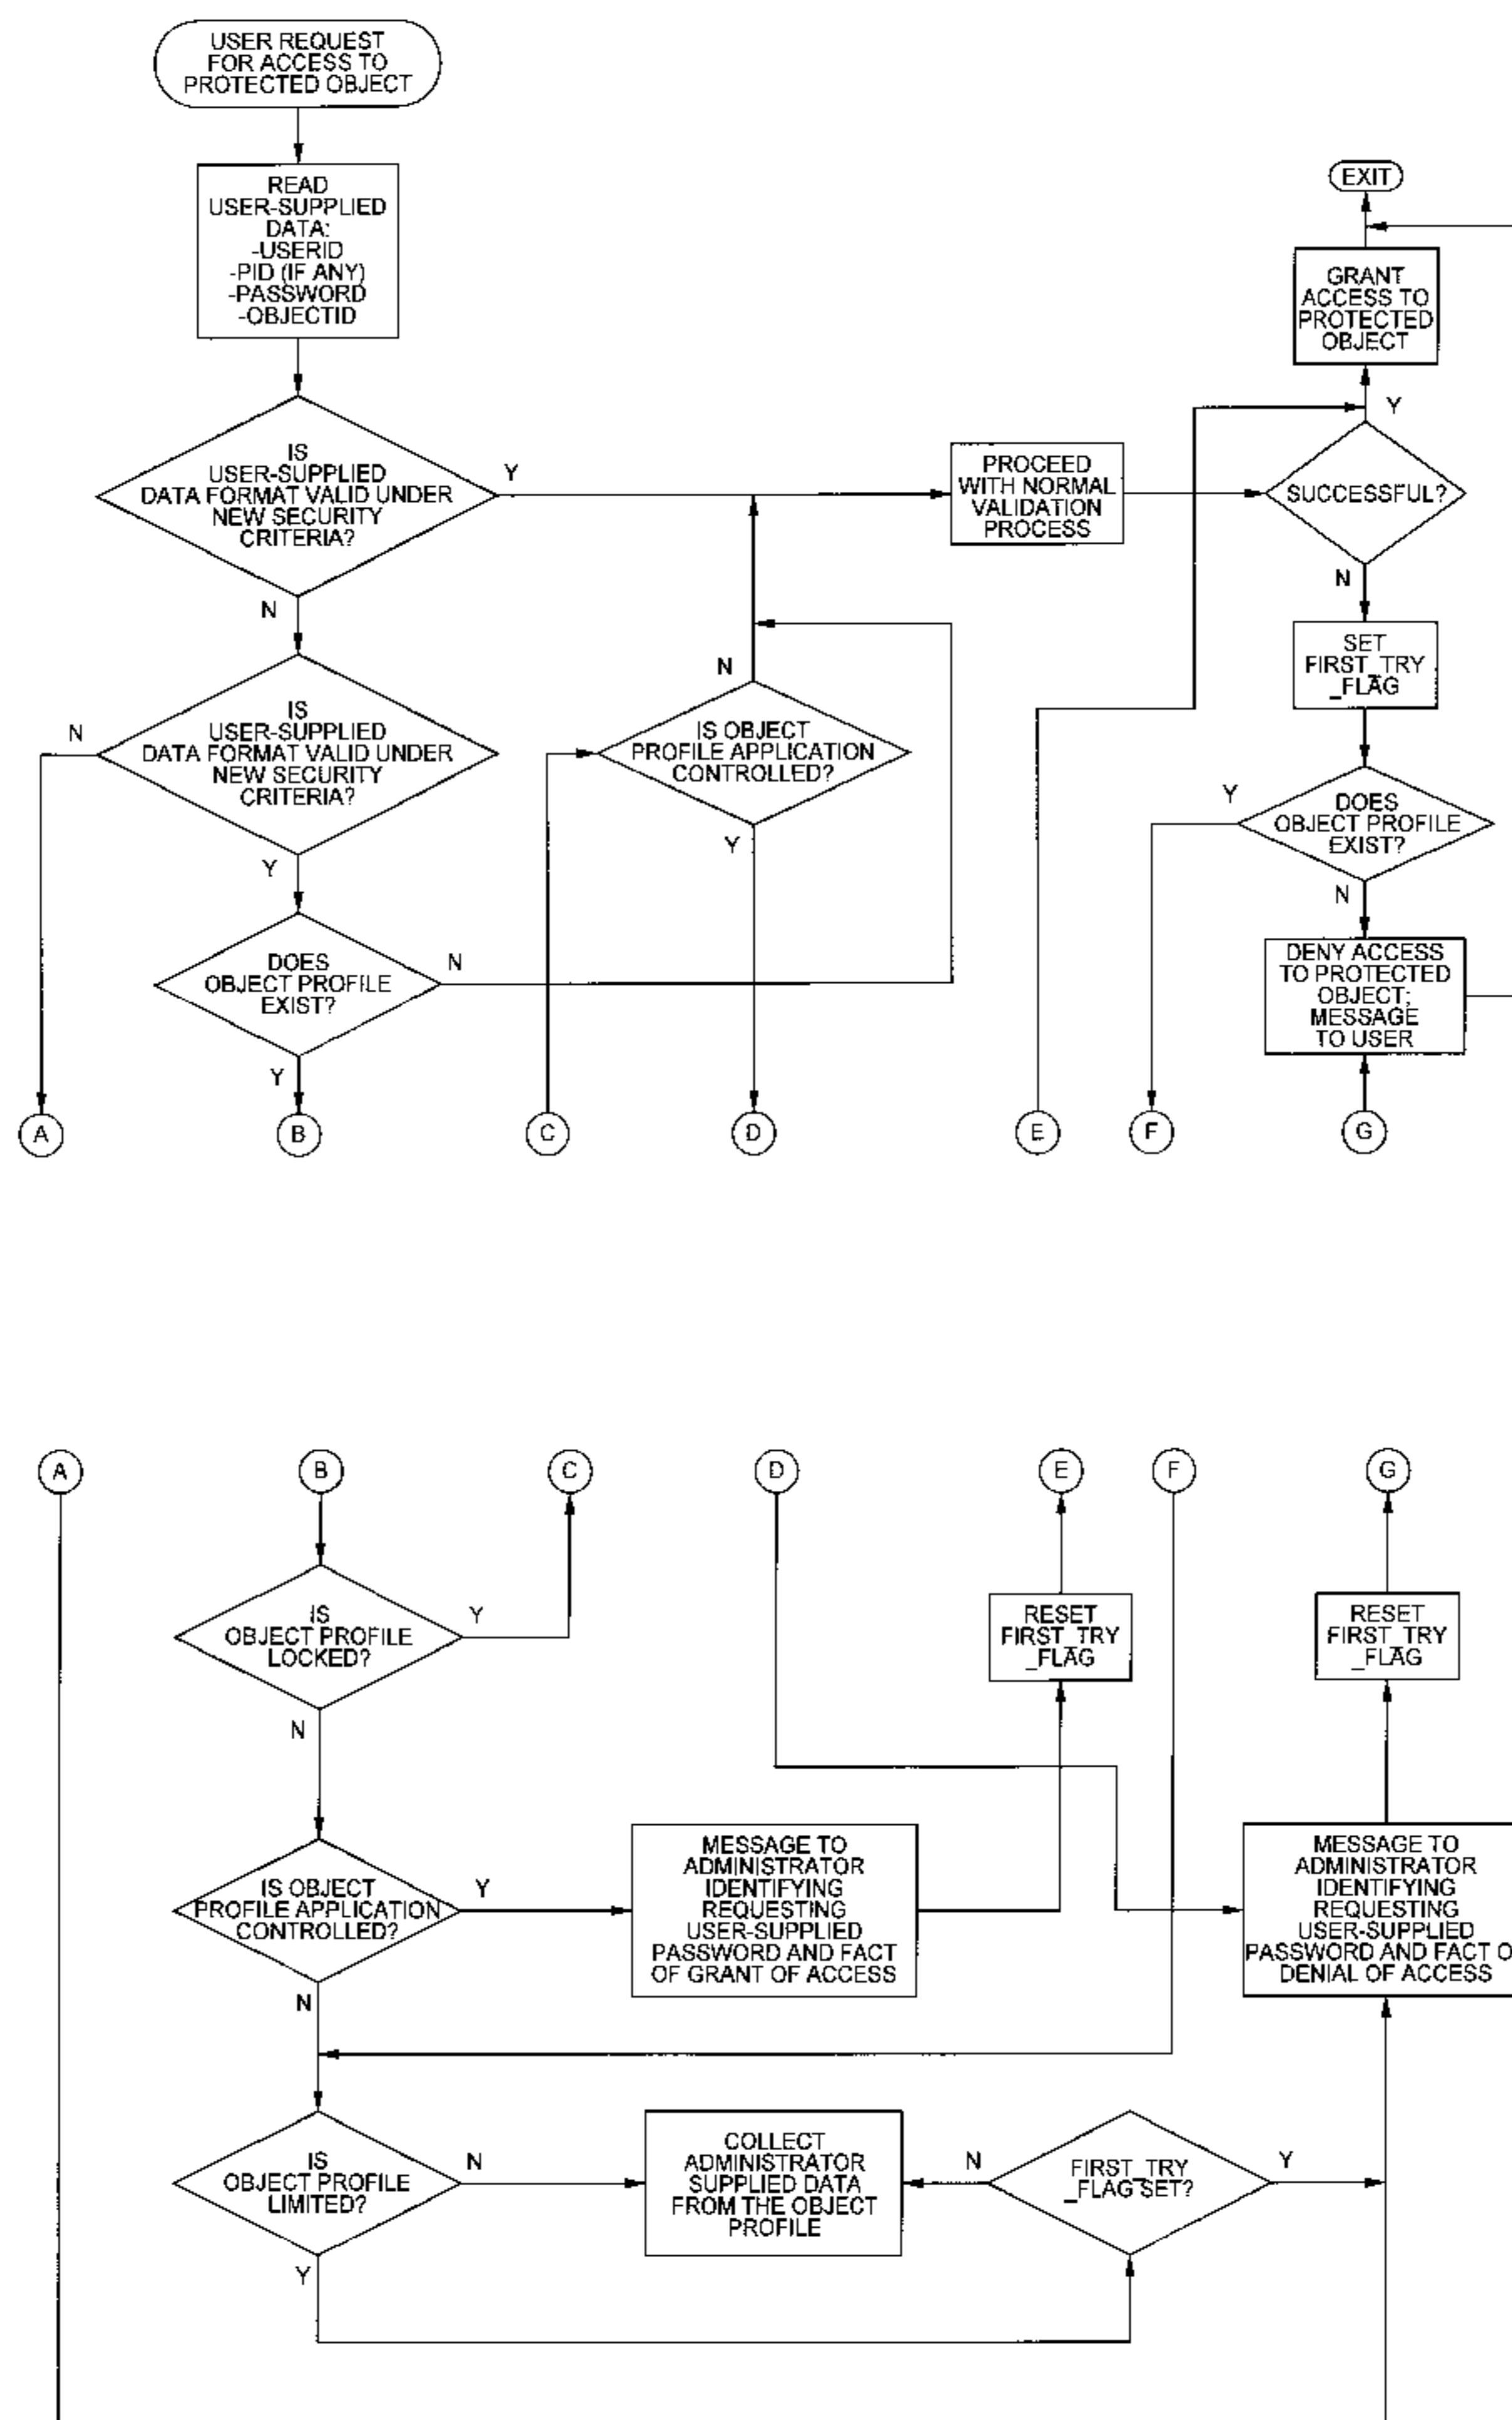 USER REQUEST
FOR ACCESS TO
PROTECTED OBJECT
READ
USER-SUPPLIED
DATA:
-USERID
-PID (IF ANY)
-PASSWORD
-OBJECTID
IS
USER-SUPPLIED
DATA FORMAT VALID UNDER
NEW SECURITY
CRITERIA?
Y
N
IS
USER-SUPPLIED
DATA FORMAT VALID UNDER
NEW SECURITY
CRITERIA?
N
Y
DOES
OBJECT PROFILE
EXIST?
N
Y
IS OBJECT
PROFILE APPLICATION
CONTROLLED?
N
Y
PROCEED
WITH NORMAL
VALIDATION
PROCESS
EXIT
GRANT
ACCESS TO
PROTECTED
OBJECT
Y
SUCCESSFUL?
N
SET
FIRST_TRY
_FLAG
Y
DOES
OBJECT PROFILE
EXIST?
N
DENY ACCESS
TO PROTECTED
OBJECT;
MESSAGE
TO USER
A
B
C
D
E
F
G
A
B
C
D
E
F
G
IS
OBJECT PROFILE
LOCKED?
Y
N
RESET
FIRST_TRY
_FLAG
RESET
FIRST_TRY
_FLAG
IS OBJECT
PROFILE APPLICATION
CONTROLLED?
Y
N
MESSAGE TO
ADMINISTRATOR
IDENTIFYING
REQUESTING
USER-SUPPLIED
PASSWORD AND FACT
OF GRANT OF ACCESS
MESSAGE TO
ADMINISTRATOR
IDENTIFYING
REQUESTING
USER-SUPPLIED
PASSWORD AND FACT
DENIAL OF ACCESS
IS
OBJECT PROFILE
LIMITED?
N
Y
COLLECT
ADMINISTRATOR
SUPPLIED DATA
FROM THE OBJECT
PROFILE
N
FIRST_TRY
_FLAG SET?
Y